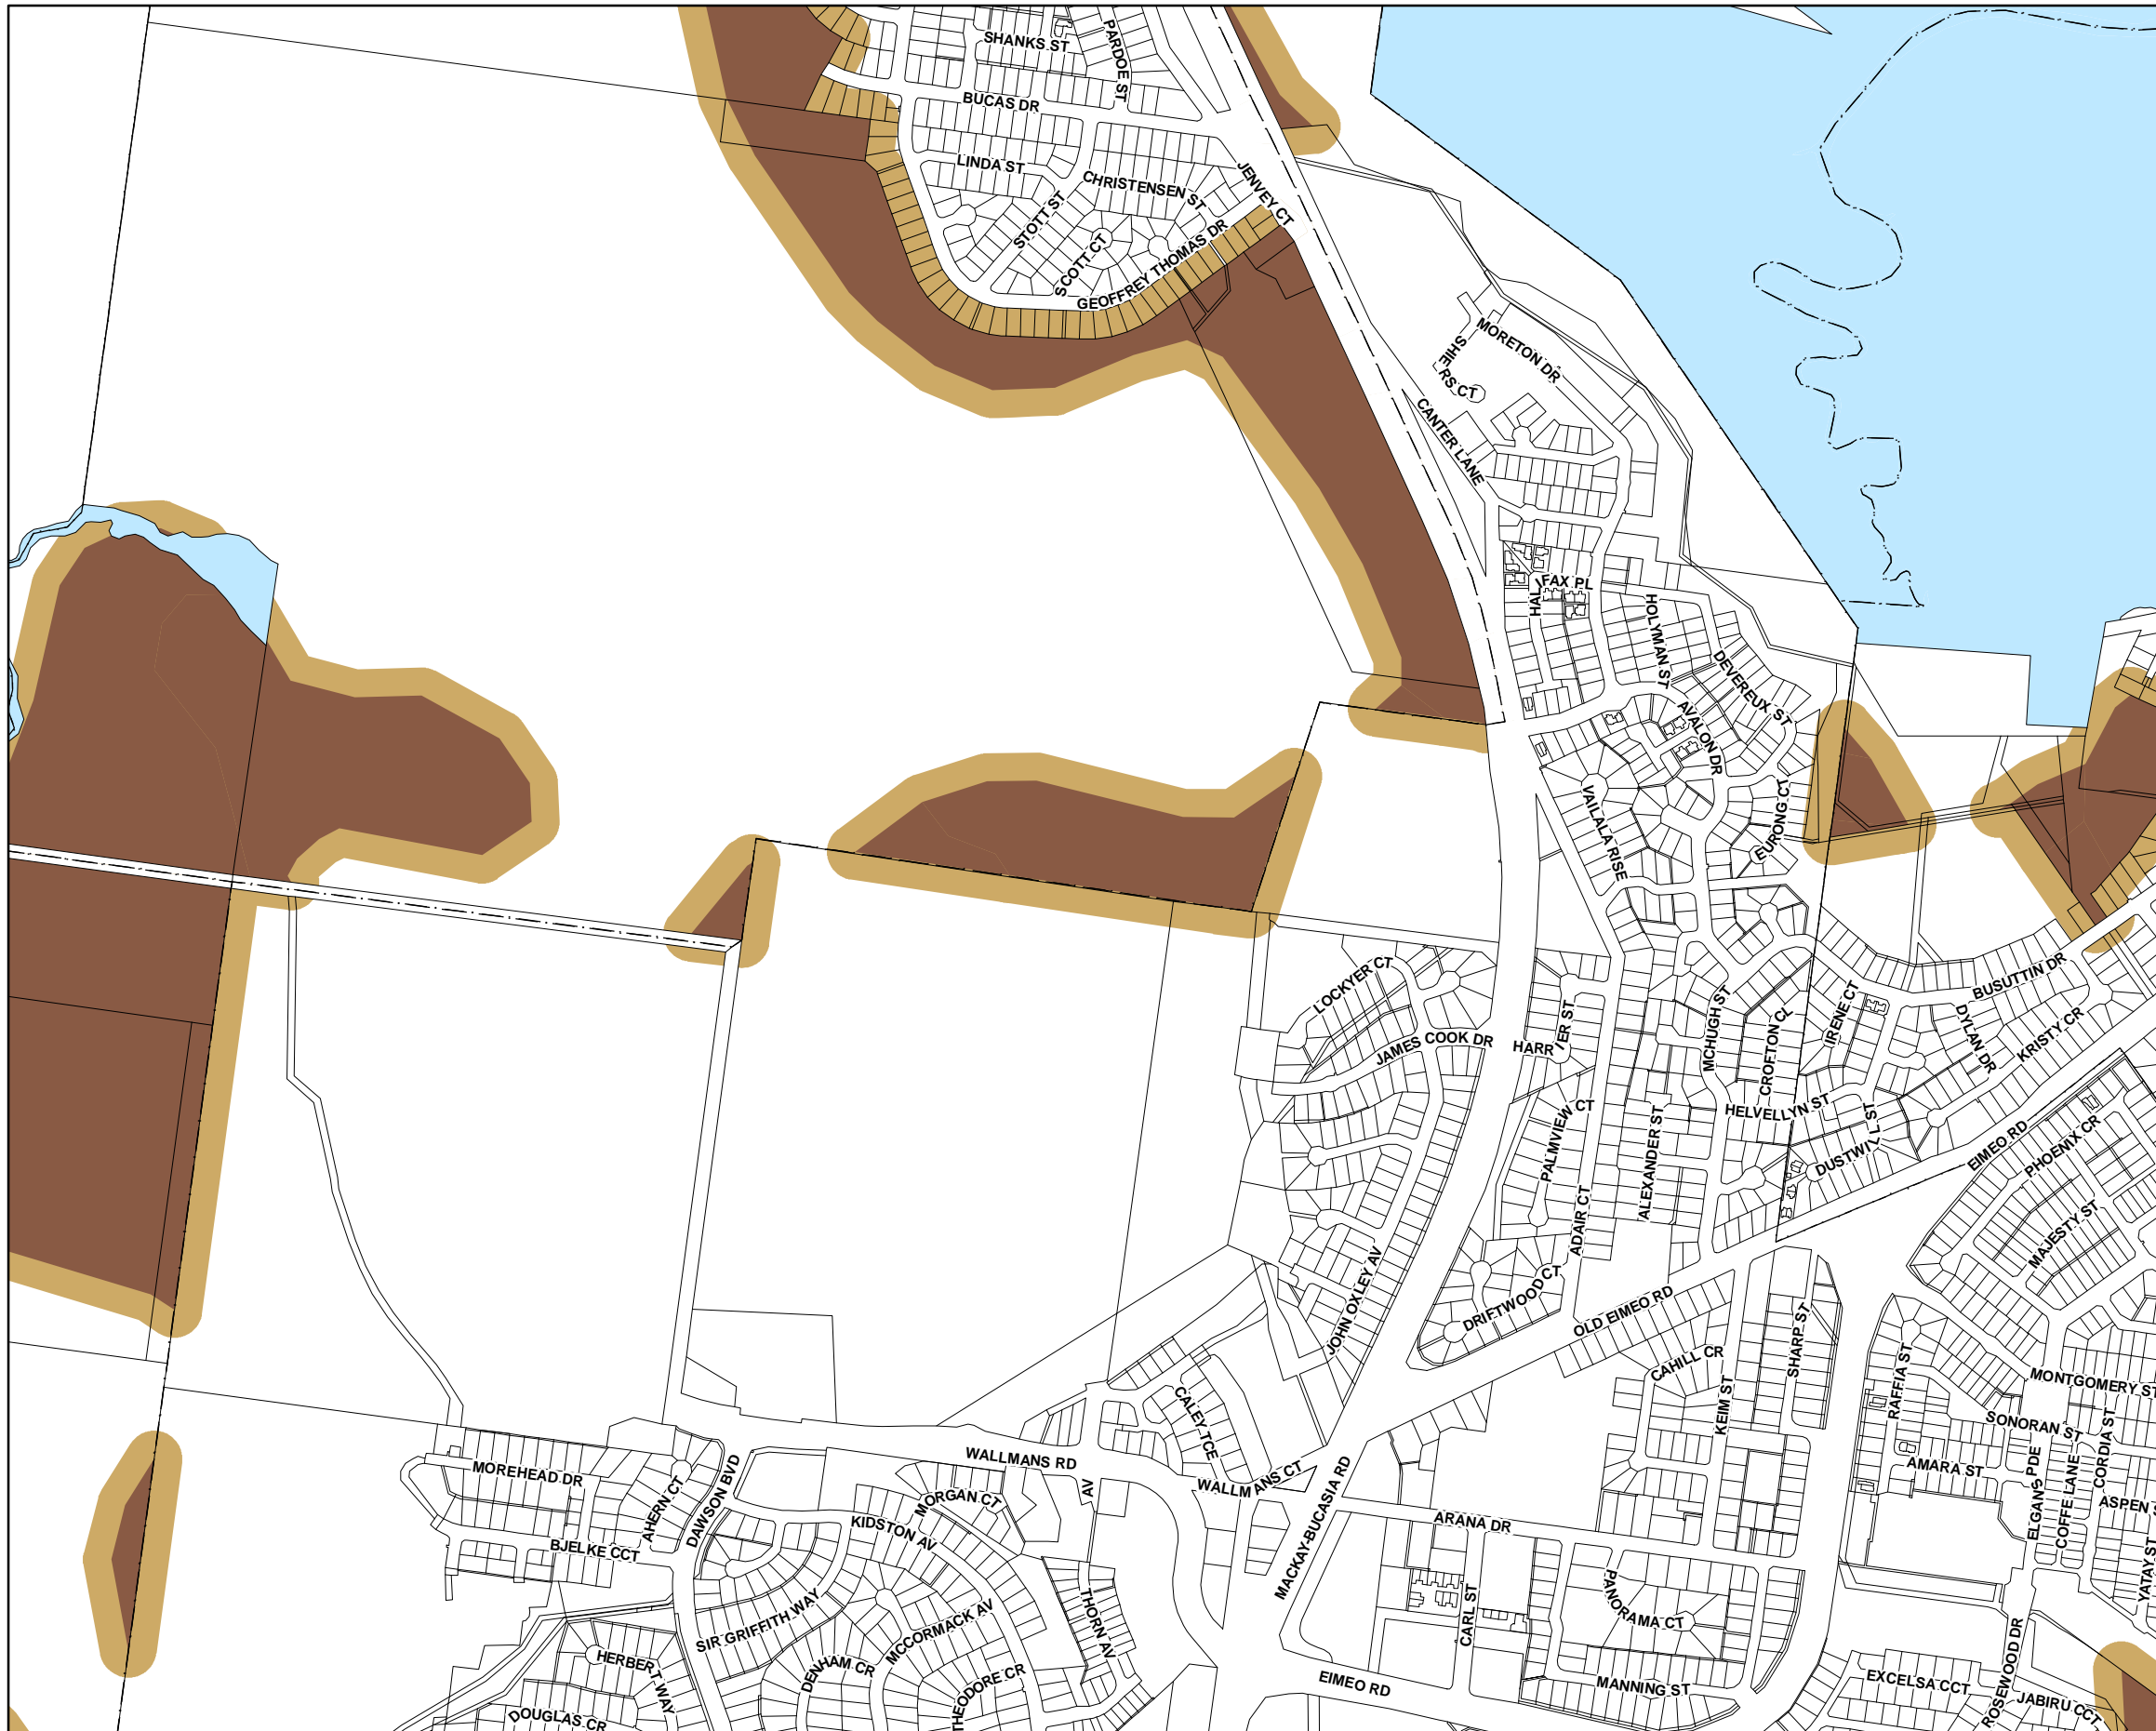 SHANKS ST
PARDOE ST
BUCAS DR
LINDA ST
CHRISTENSEN ST
JENVEY CT
STOTT ST
SCOTT CT
GEOFFREY THOMAS DR
MORETON DR
SHIERS CT
CANTER LANE
HALIFAX PL
HOLYMAN ST
DEVEREUX ST
AVALON DR
VAILALA RISE
EURONG CT
LOCKYER CT
JAMES COOK DR
HARRIER ST
MCHUGH ST
CROFTON CL
IRENE CT
BUSUTTIN DR
DYLAN DR
KRISTY CR
PALMVIEW CT
ALEXANDER ST
HELVELLYN ST
DUSTWILL ST
EIMEO RD
PHOENIX CR
ADAIR CT
MAJESTY ST
JOHN OXLEY AV
DRIFTWOOD CT
OLD EIMEO RD
SHARP ST
CAHILL CR
RAFFIA ST
KEIM ST
MONTGOMERY ST
CALEY TCE
SONORAN ST
CORDIA ST
WALLMANS RD
MOREHEAD DR
AHERN CT
DAWSON BVD
AV
WALLMANS CT
MACKAY-BUCASIA RD
AMARA ST
ELGANS PDE
COFFE LANE
ASPEN S
MORGAN CT
KIDSTON AV
BJELKE CCT
ARANA DR
YATAY ST
SIR GRIFFITH WAY
MCCORMACK AV
THORN AV
CARL ST
PANORAMA CT
HERBERT WAY
DENHAM CR
THEODORE CR
EIMEO RD
MANNING ST
EXCELSA CCT
ROSEWOOD DR
JABIRU CCT
DOUGLAS CR